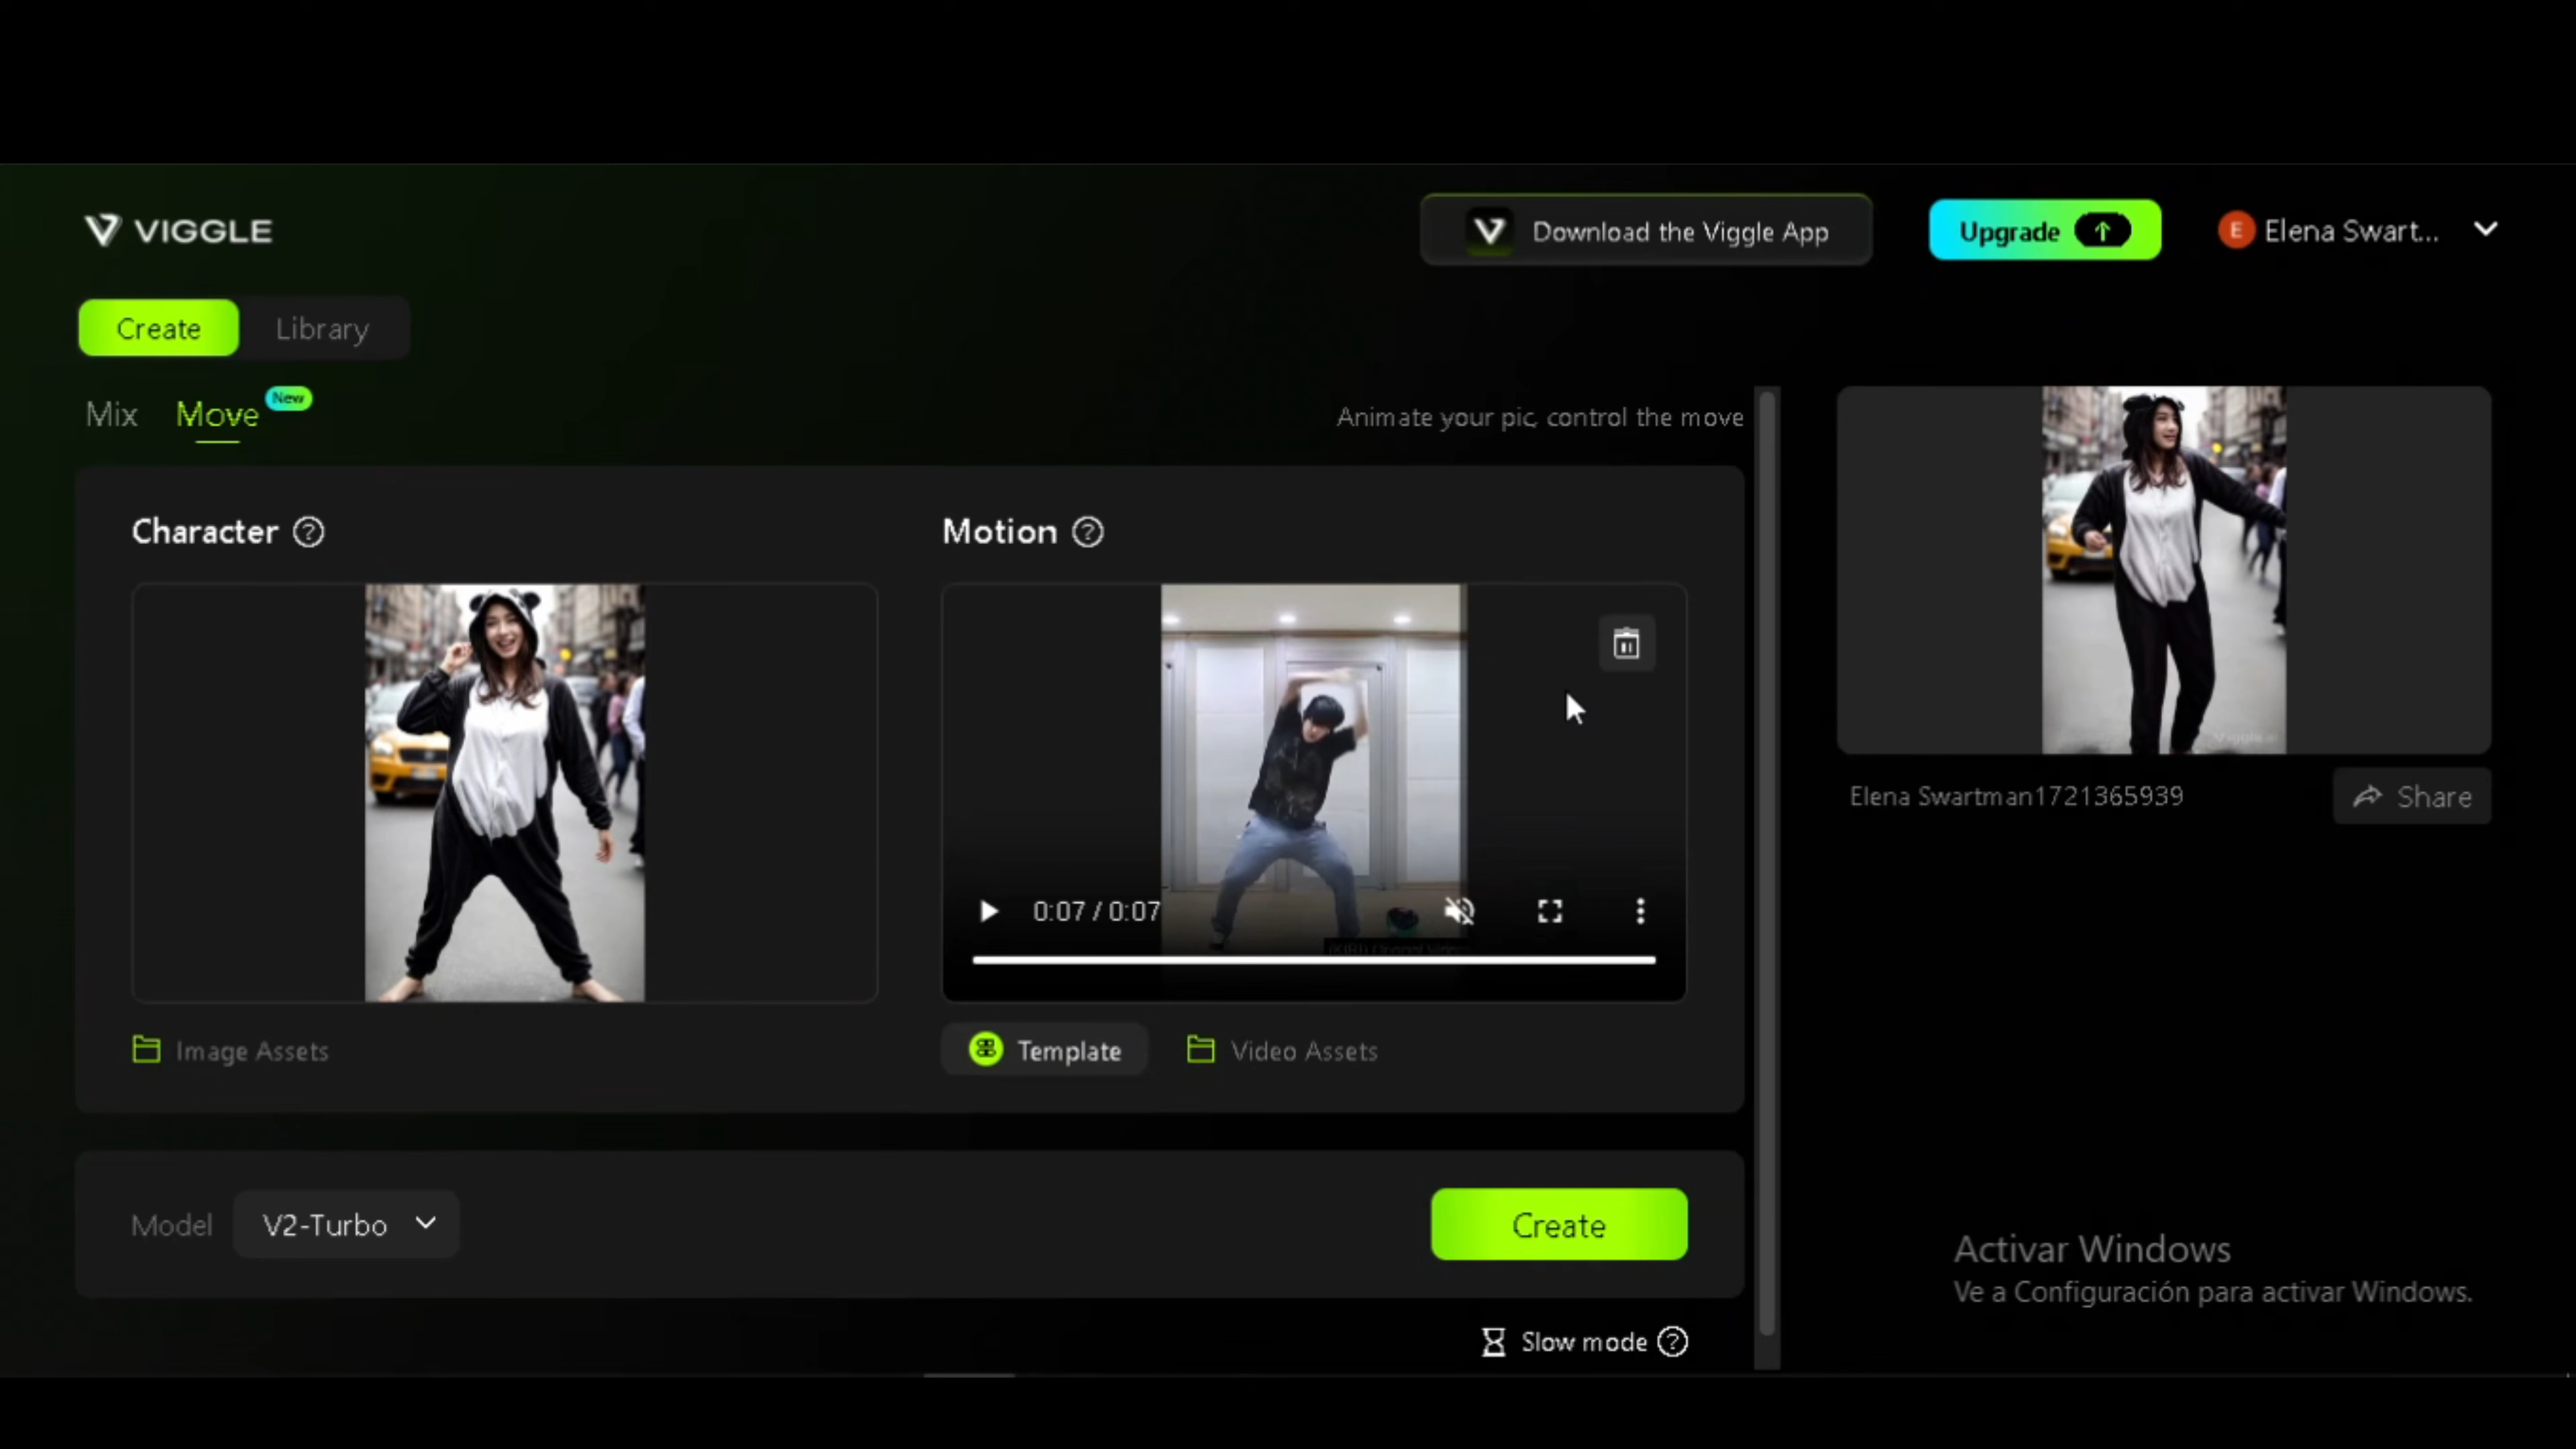 VIGGLE
Download the Viggle App
Upgrade
E Elena Swart...
Create
Library
Mix
Move
New
Animate your pic, control the move
Character ?
Motion ?
0:07 / 0:07
Image Assets
Template
Video Assets
Elena Swartman1721365939
Share
Model
V2-Turbo
Create
Slow mode ?
Activar Windows
Ve a Configuración para activar Windows.